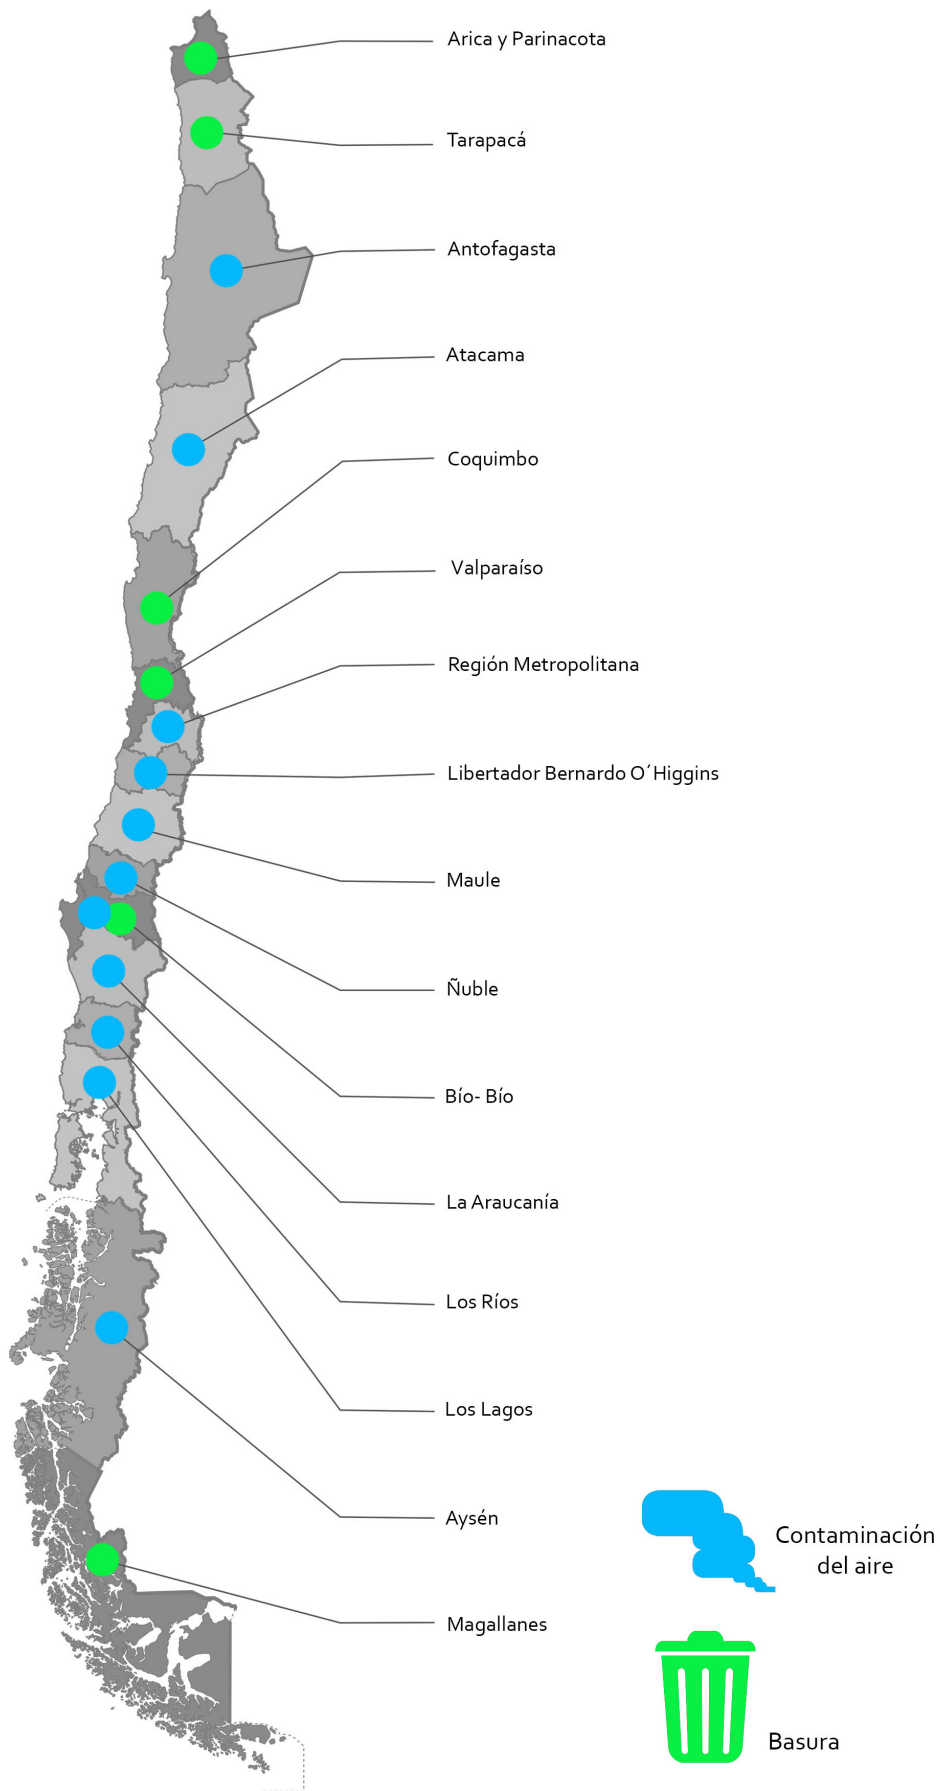 Arica y Parinacota
Tarapacá
Antofagasta
Atacama
Coquimbo
Valparaíso
Región Metropolitana
Libertador Bernardo O´Higgins
Maule
Ñuble
Bío- Bío
La Araucanía
Los Ríos
Los Lagos
Aysén
Magallanes
Contaminación
del aire
Basura